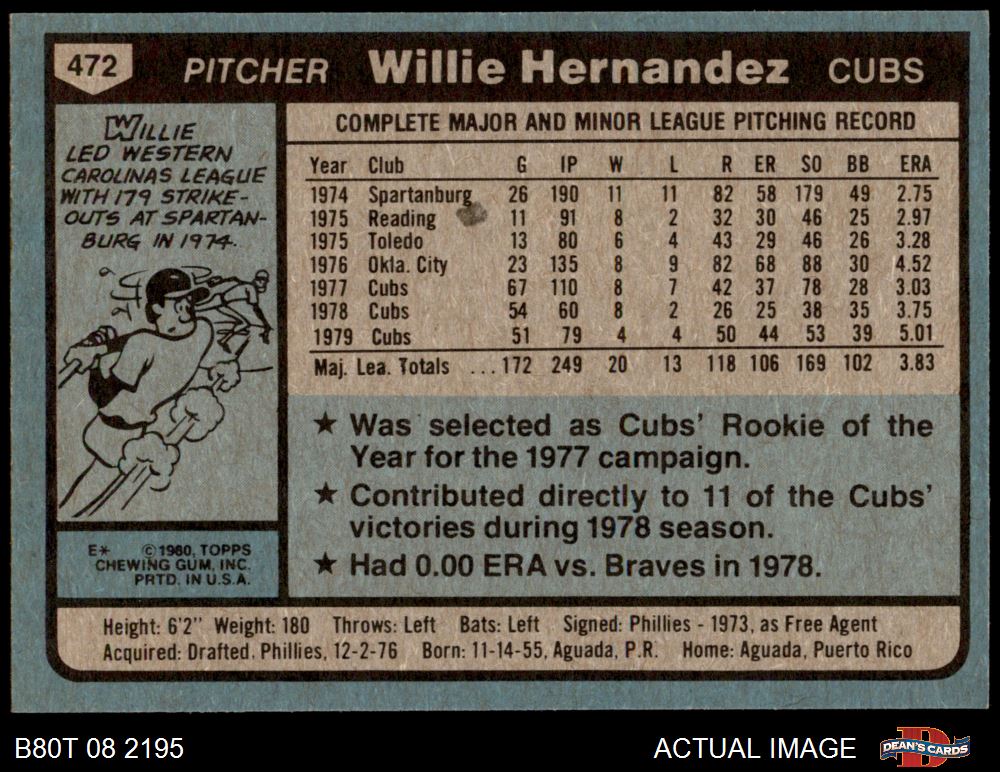 472 PITCHER Willie Hernandez CUBS
WILLIE
LED WESTERN
CAROLINAS LEAGUE
WITH 179 STRIKE-
OUTS AT SPARTAN-
BURG IN 1974.
E* © 1980, TOPPS
CHEWING GUM, INC.
PRTD. IN U.S.A.
COMPLETE MAJOR AND MINOR LEAGUE PITCHING RECORD
Year Club G IP W L R ER SO BB ERA
1974 Spartanburg 26 190 11 11 82 58 179 49 2.75
1975 Reading 11 91 8 2 32 30 46 25 2.97
1975 Toledo 13 80 6 4 43 29 46 26 3.28
1976 Okla. City 23 135 8 9 82 68 88 30 4.52
1977 Cubs 67 110 8 7 42 37 78 28 3.03
1978 Cubs 54 60 8 2 26 25 38 35 3.75
1979 Cubs 51 79 4 4 50 44 53 39 5.01
Maj. Lea. Totals ...172 249 20 13 118 106 169 102 3.83
★ Was selected as Cubs' Rookie of the
Year for the 1977 campaign.
★ Contributed directly to 11 of the Cubs'
victories during 1978 season.
★ Had 0.00 ERA vs. Braves in 1978.
Height: 6'2" Weight: 180 Throws: Left Bats: Left Signed: Phillies - 1973, as Free Agent
Acquired: Drafted, Phillies, 12-2-76 Born: 11-14-55, Aguada, P.R. Home: Aguada, Puerto Rico
B80T 08 2195 ACTUAL IMAGE D DEAN'S CARDS